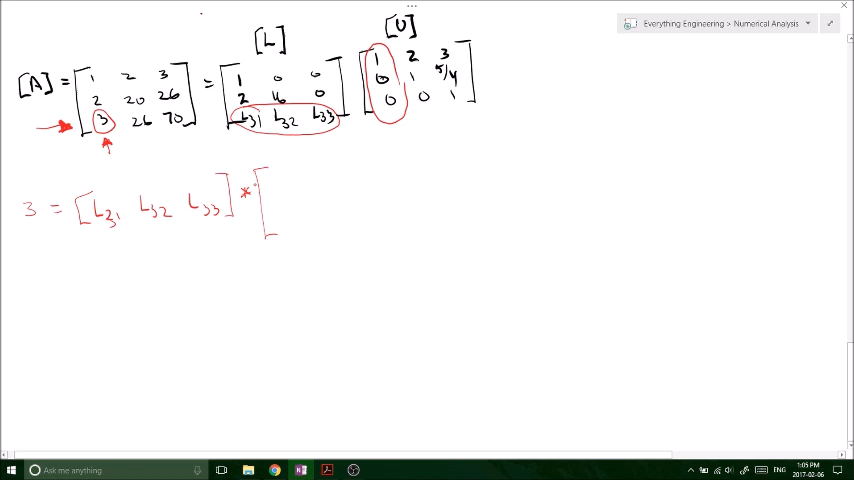 Everything Engineering > Numerical Analysis
[L] [U]
[A] = [ 1 2 3 = [ 1 0 0 [ 1 2 3
2 20 26 2 16 0 0 1 5/4
3 26 70 ] L31 L32 L33 ] 0 0 1 ]
3 = [ L31 L32 L33 ] * [
Ask me anything
ENG
1:05 PM
2017-02-06